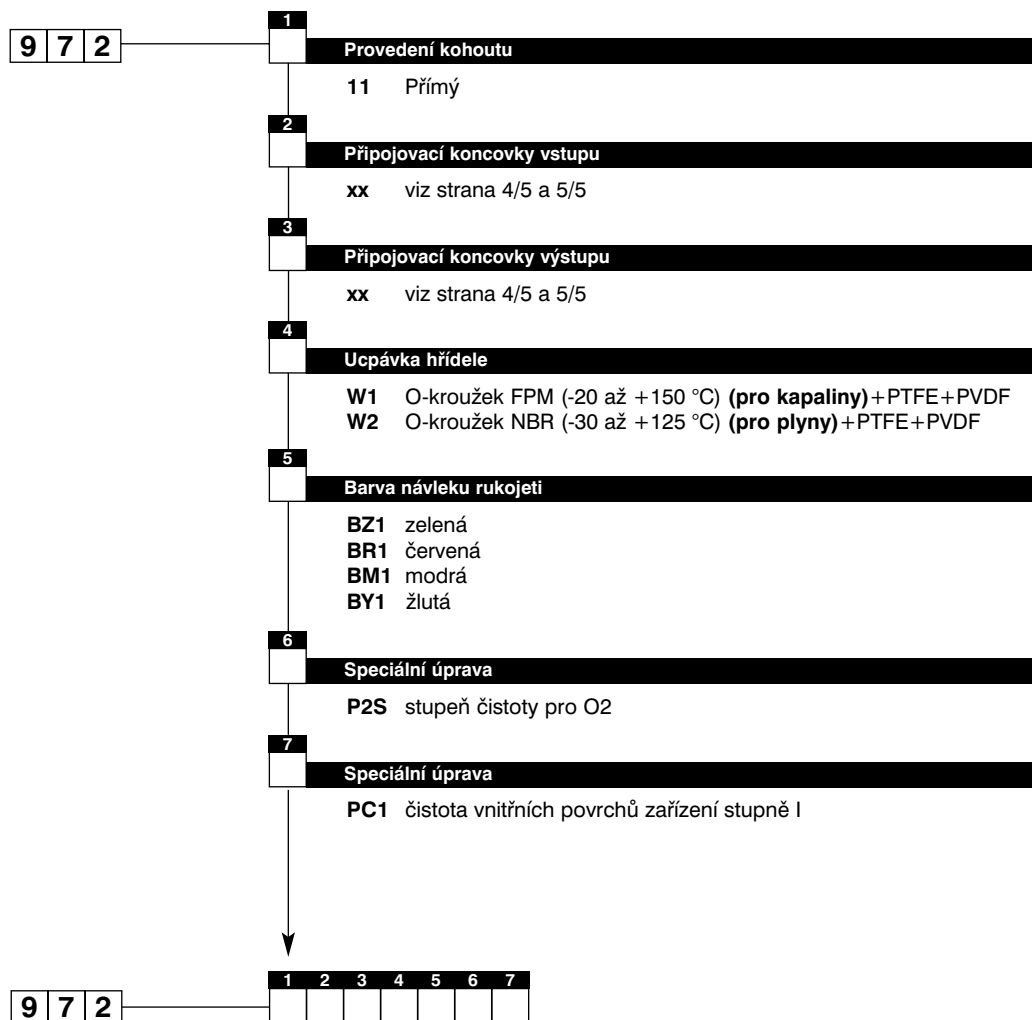 1
9 7 2
Provedení kohoutu
11 Přímý
2
Připojovací koncovky vstupu
xx viz strana 4/5 a 5/5
3
Připojovací koncovky výstupu
xx viz strana 4/5 a 5/5
4
Ucpávka hřídele
W1 O-kroužek FPM (-20 až +150 °C) (pro kapaliny)+PTFE+PVDF
W2 O-kroužek NBR (-30 až +125 °C) (pro plyny)+PTFE+PVDF
5
Barva návleku rukojeti
BZ1 zelená
BR1 červená
BM1 modrá
BY1 žlutá
6
Speciální úprava
P2S stupeň čistoty pro O2
7
Speciální úprava
PC1 čistota vnitřních povrchů zařízení stupně I
1 2 3 4 5 6 7
9 7 2